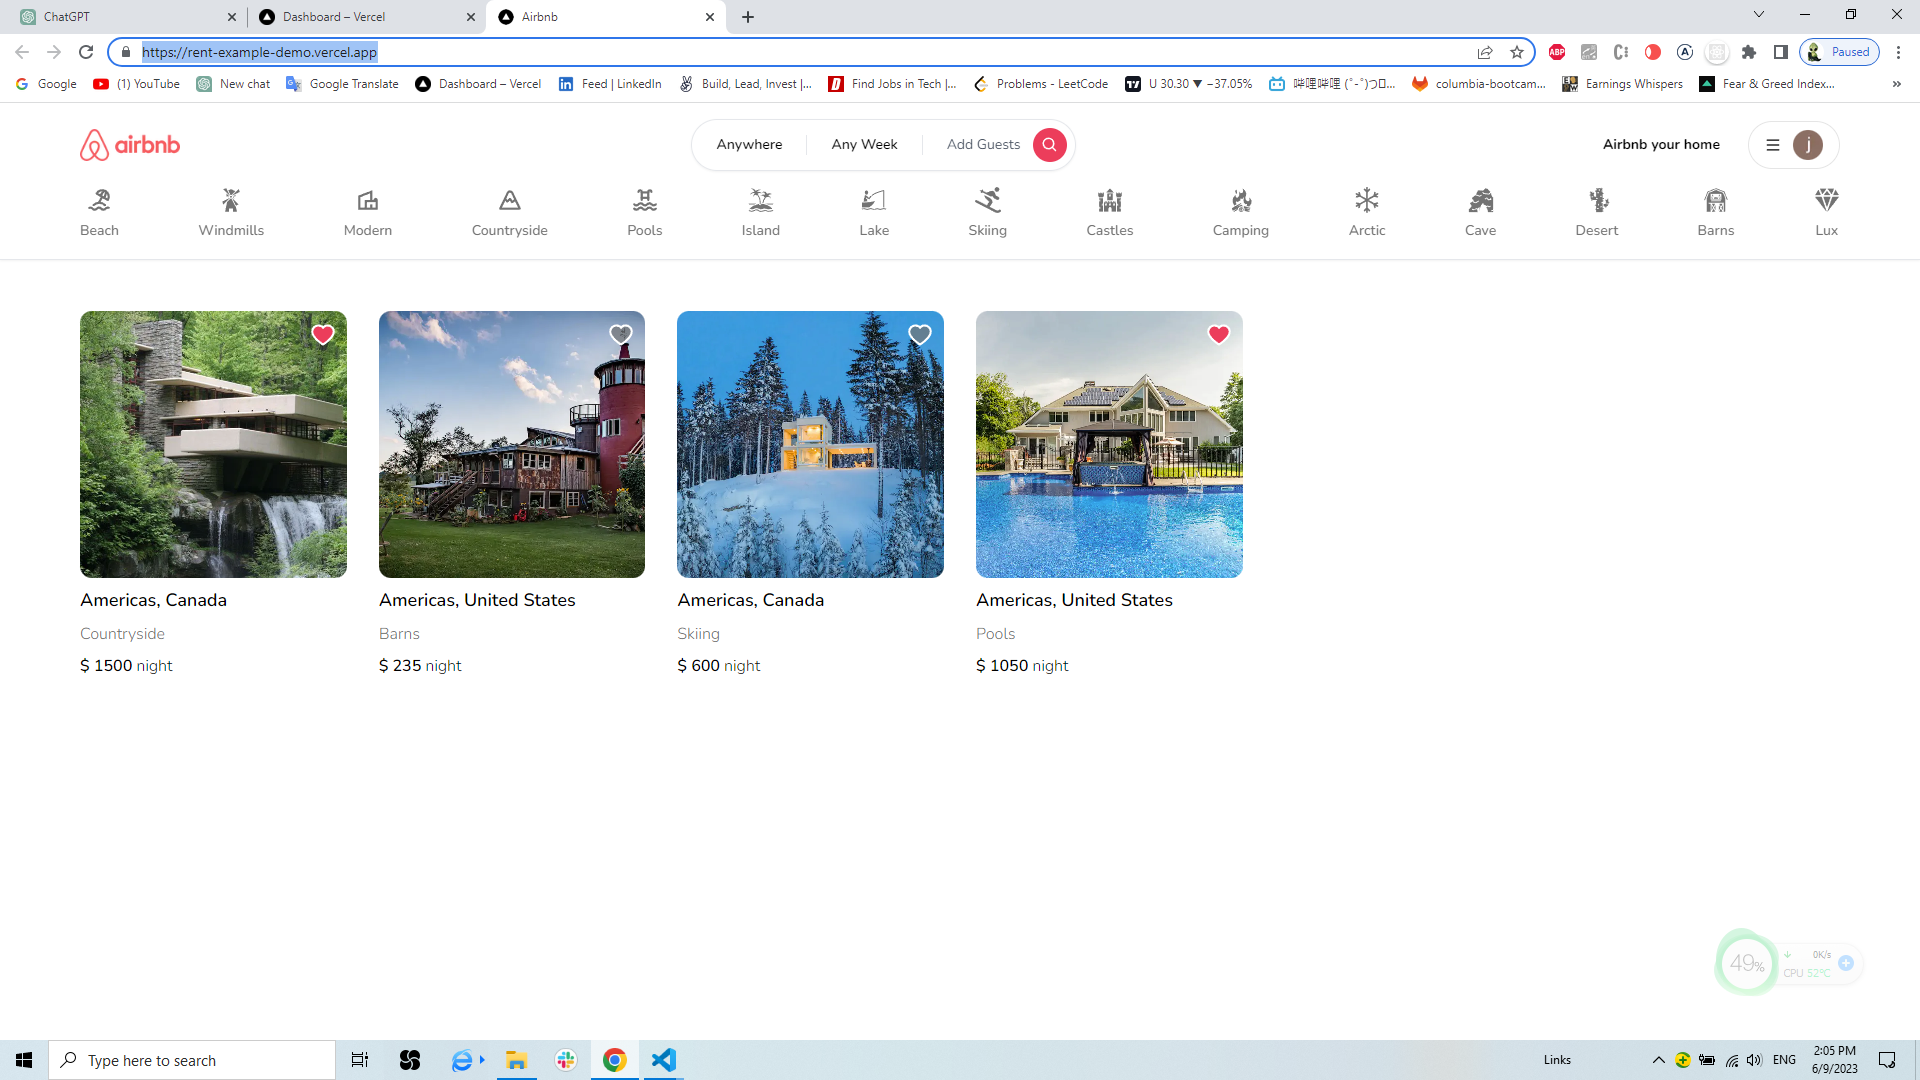 ChatGPT
Dashboard – Vercel
Airbnb
https://rent-example-demo.vercel.app
ABP
Paused
Google
(1) YouTube
New chat
Google Translate
Dashboard – Vercel
Feed | LinkedIn
Build, Lead, Invest |...
Find Jobs in Tech |...
Problems - LeetCode
U 30.30 ▼ −37.05%
哔哩哔哩
columbia-bootcam...
Earnings Whispers
Fear & Greed Index...
»
airbnb
Anywhere
Any Week
Add Guests
Airbnb your home
j
Beach
Windmills
Modern
Countryside
Pools
Island
Lake
Skiing
Castles
Camping
Arctic
Cave
Desert
Barns
Lux
Americas, Canada
Countryside
$ 1500 night
Americas, United States
Barns
$ 235 night
Americas, Canada
Skiing
$ 600 night
Americas, United States
Pools
$ 1050 night
49%
0K/s
CPU 52°C
Type here to search
Links
ENG
2:05 PM
6/9/2023